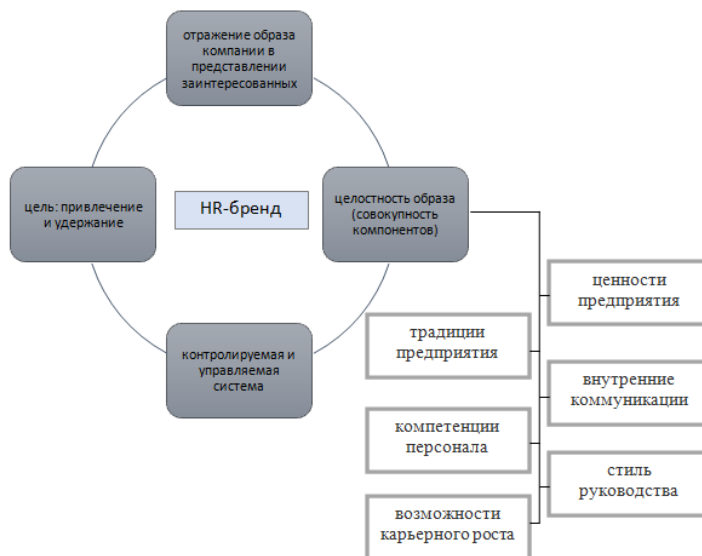 отражение образа
компании в
представлении
заинтересованных
цель: привлечение
и удержание
HR-бренд
целостность образа
(совокупность
компонентов)
контролируемая и
управляемая
система
ценности
предприятия
традиции
предприятия
внутренние
коммуникации
компетенции
персонала
стиль
руководства
возможности
карьерного роста